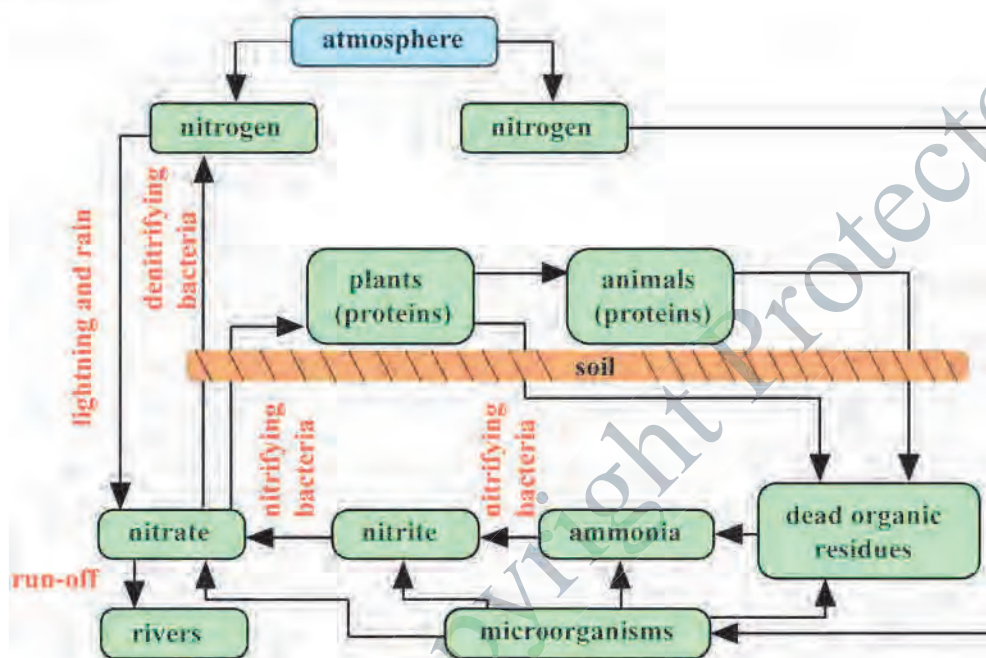 atmosphere
nitrogen
nitrogen
lightning and rain
denitrifying
bacteria
plants
(proteins)
animals
(proteins)
soil
nitrifying
bacteria
nitrifying
bacteria
nitrate
nitrite
ammonia
dead organic
residues
run-off
rivers
microorganisms
Protecte